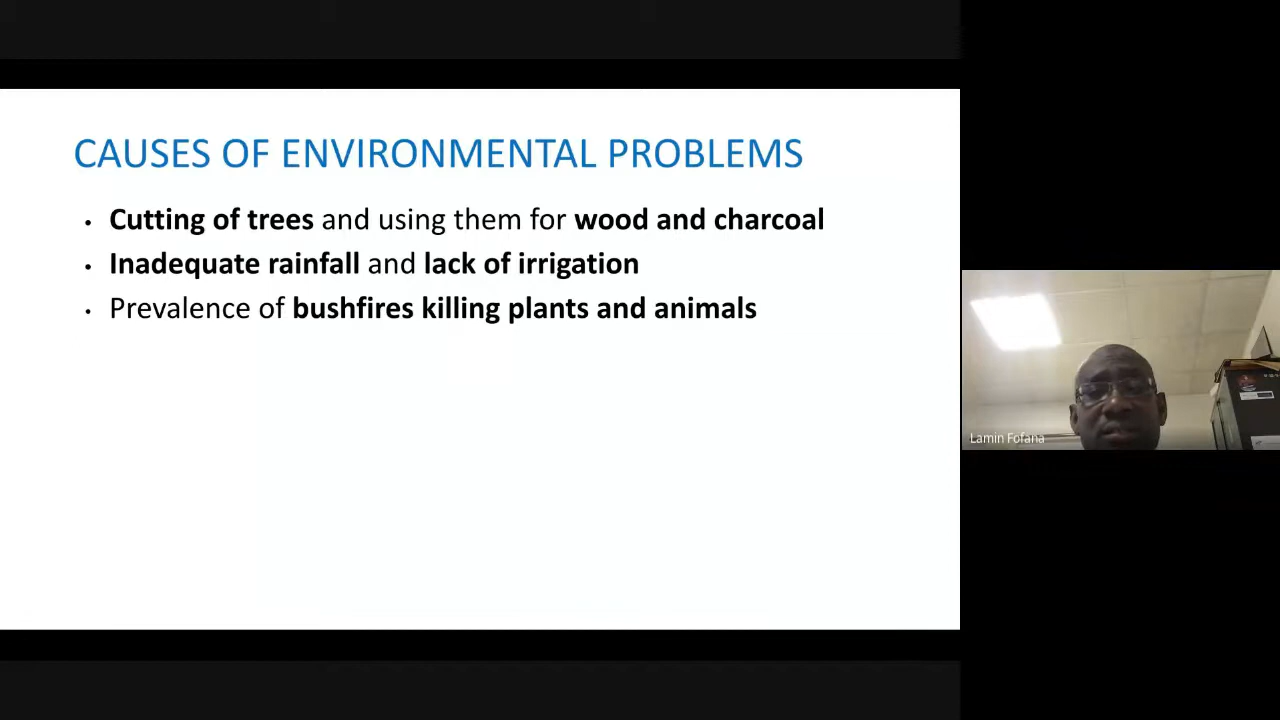 CAUSES OF ENVIRONMENTAL PROBLEMS
• Cutting of trees and using them for wood and charcoal
• Inadequate rainfall and lack of irrigation
• Prevalence of bushfires killing plants and animals
Lamin Fofana